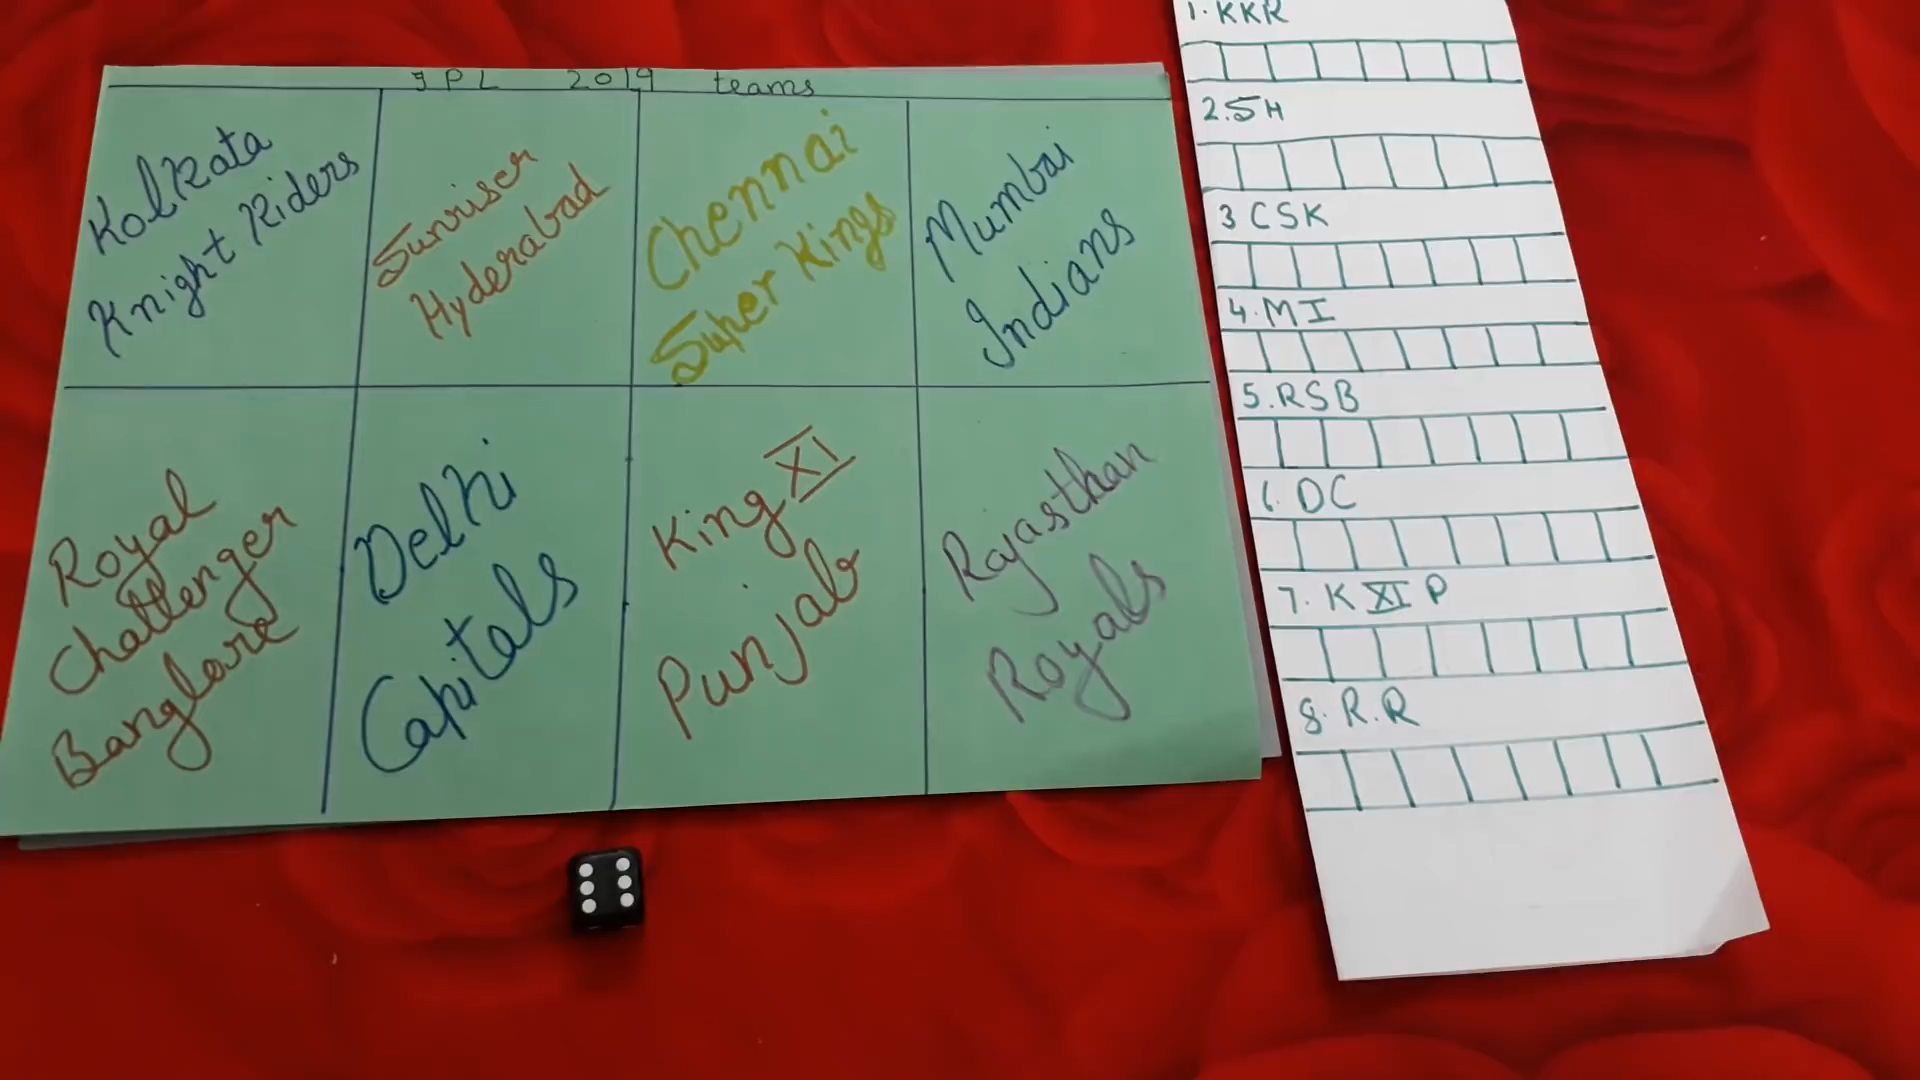 IPL 2019 teams
Kolkata
Knight Riders
Sunriser
Hyderabad
Chennai
Super Kings
Mumbai
Indians
Royal
Challenger
Banglore
Delhi
Capitals
King XI
Punjab
Rajasthan
Royals
1. KKR
2. SH
3 CSK
4. MI
5. RSB
6. DC
7. K XI P
8. R.R